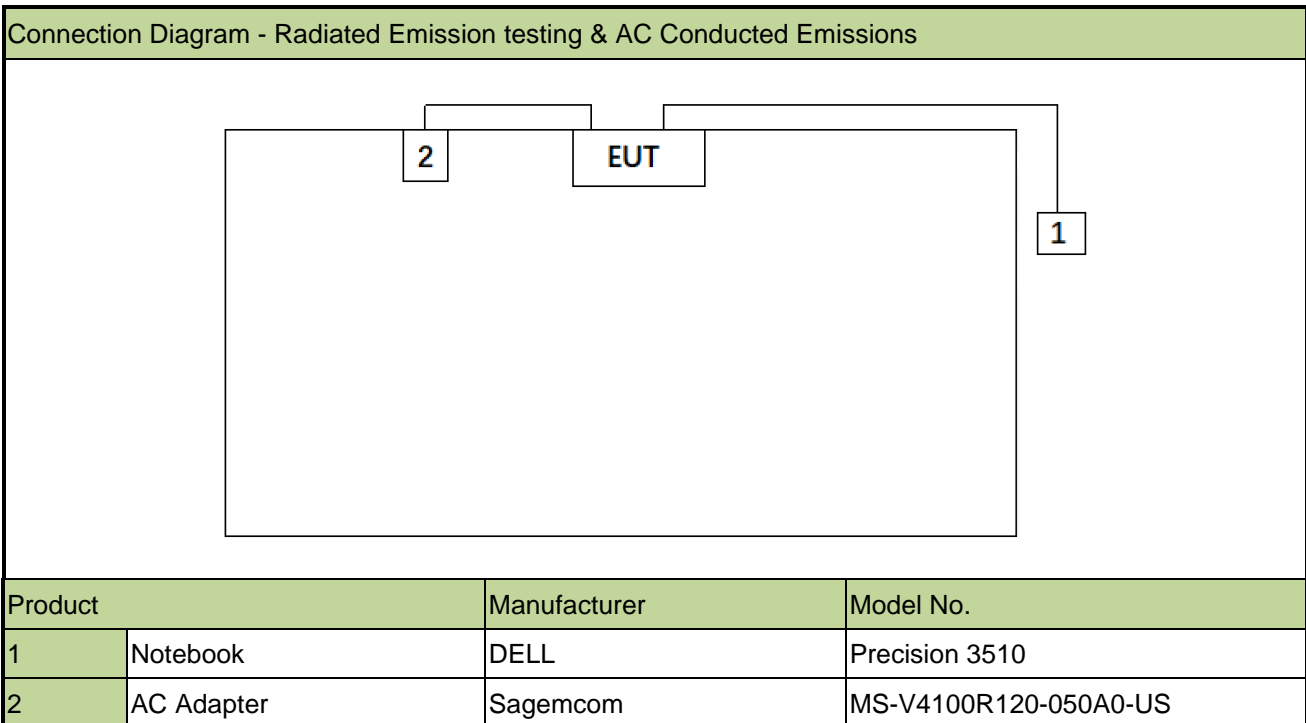 Connection Diagram - Radiated Emission testing & AC Conducted Emissions
2
EUT
1
Product Manufacturer Model No.
1 Notebook DELL Precision 3510
2 AC Adapter Sagemcom MS-V4100R120-050A0-US